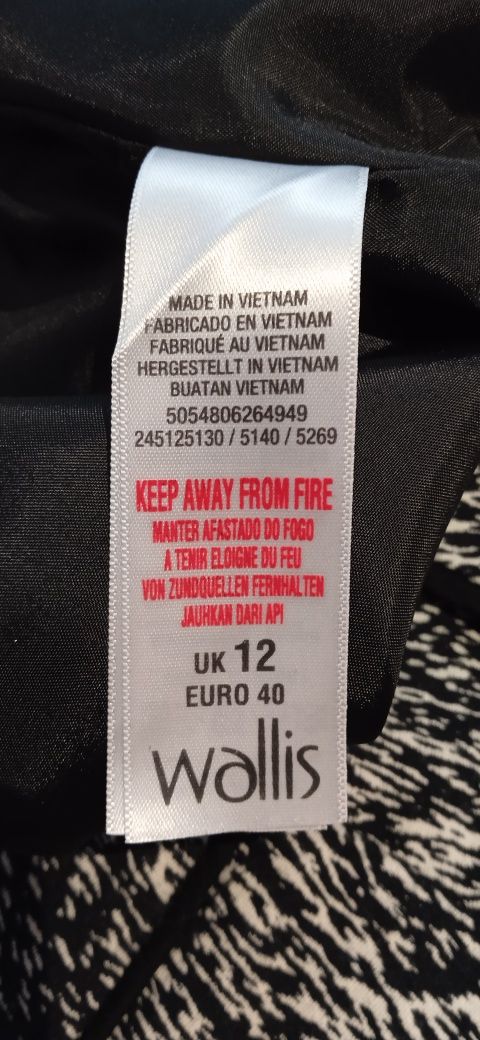 MADE IN VIETNAM
FABRICADO EN VIETNAM
FABRIQUÉ AU VIETNAM
HERGESTELLT IN VIETNAM
BUATAN VIETNAM
5054806264949
245125130 / 5140 / 5269
KEEP AWAY FROM FIRE
MANTER AFASTADO DO FOGO
A TENIR ELOIGNE DU FEU
VON ZUNDQUELLEN FERNHALTEN
JAUHKAN DARI API
UK 12
EURO 40
wallis